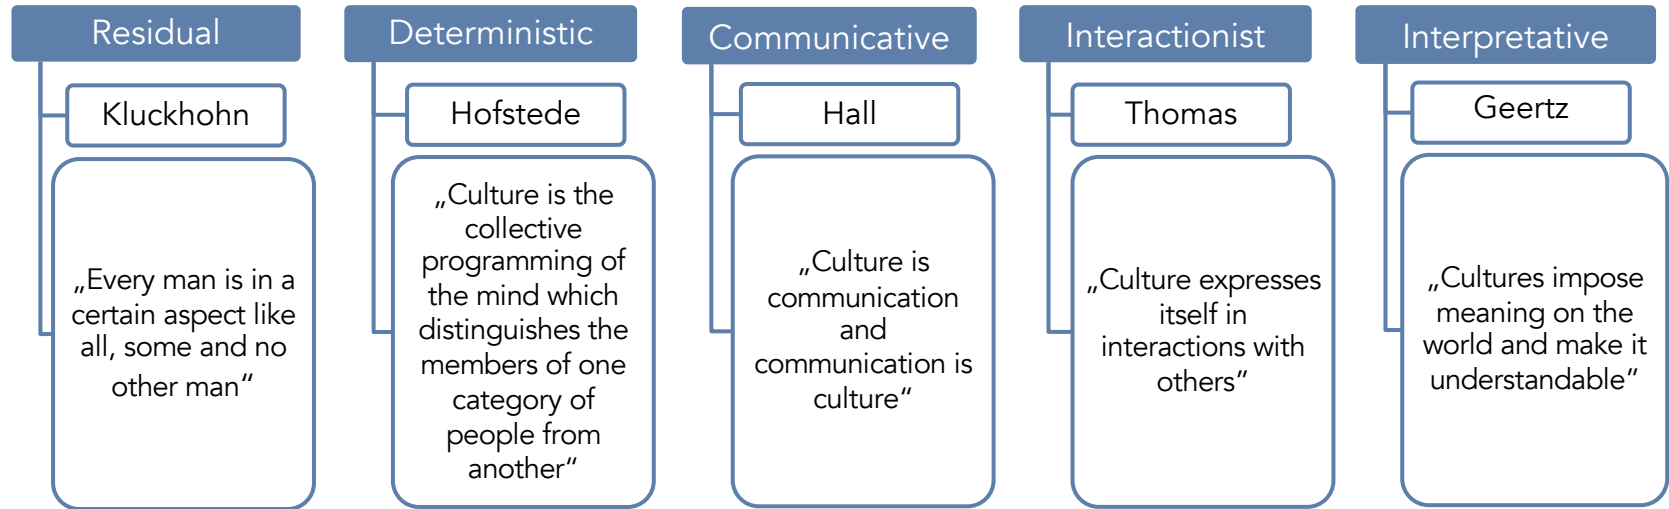 Residual
Kluckhohn
„Every man is in a
certain aspect like
all, some and no
other man“
Deterministic
Hofstede
„Culture is the
collective
programming of
the mind which
distinguishes the
members of one
category of
people from
another“
Communicative
Hall
„Culture is
communication
and
communication is
culture“
Interactionist
Thomas
„Culture expresses
itself in
interactions with
others”
Interpretative
Geertz
„Cultures impose
meaning on the
world and make it
understandable”